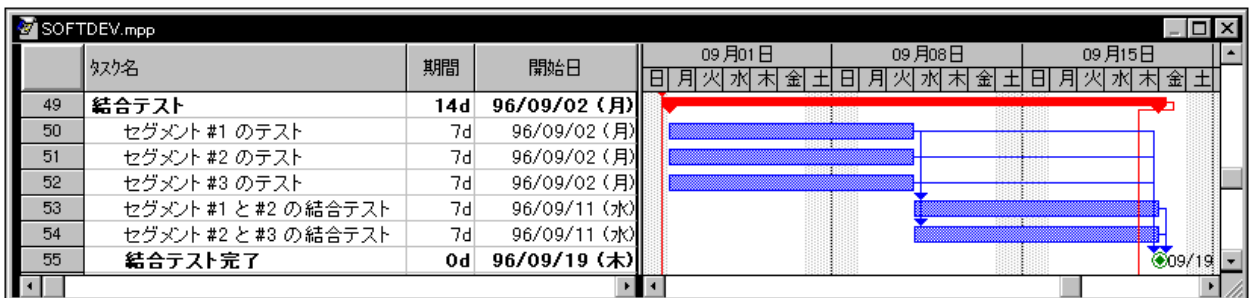 SOFTDEV.mpp
ﾀｽｸ名 期間 開始日 09月01日 09月08日 09月15日
日 月 火 水 木 金 土 日 月 火 水 木 金 土 日 月 火 水 木 金 土
49 結合テスト 14d 96/09/02 (月)
50 セグメント #1 のテスト 7d 96/09/02 (月)
51 セグメント #2 のテスト 7d 96/09/02 (月)
52 セグメント #3 のテスト 7d 96/09/02 (月)
53 セグメント #1 と #2 の結合テスト 7d 96/09/11 (水)
54 セグメント #2 と #3 の結合テスト 7d 96/09/11 (水)
55 結合テスト完了 0d 96/09/19 (木) 09/19